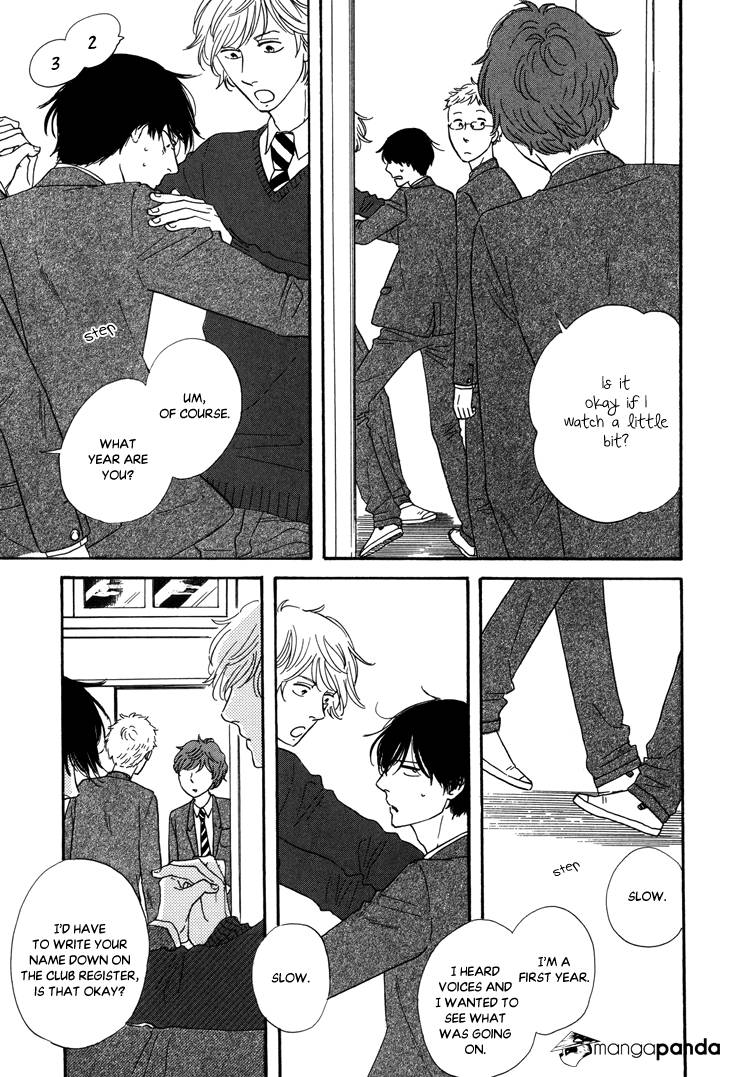 Is it
okay if I
watch a little
bit?
2
3
UM,
OF COURSE.
WHAT
YEAR ARE
YOU?
step
SLOW.
step
I'M A
FIRST YEAR.
I HEARD
VOICES AND
I WANTED TO
SEE WHAT
WAS GOING
ON.
SLOW.
I'D HAVE
TO WRITE YOUR
NAME DOWN ON
THE CLUB REGISTER,
IS THAT OKAY?
mangapanda